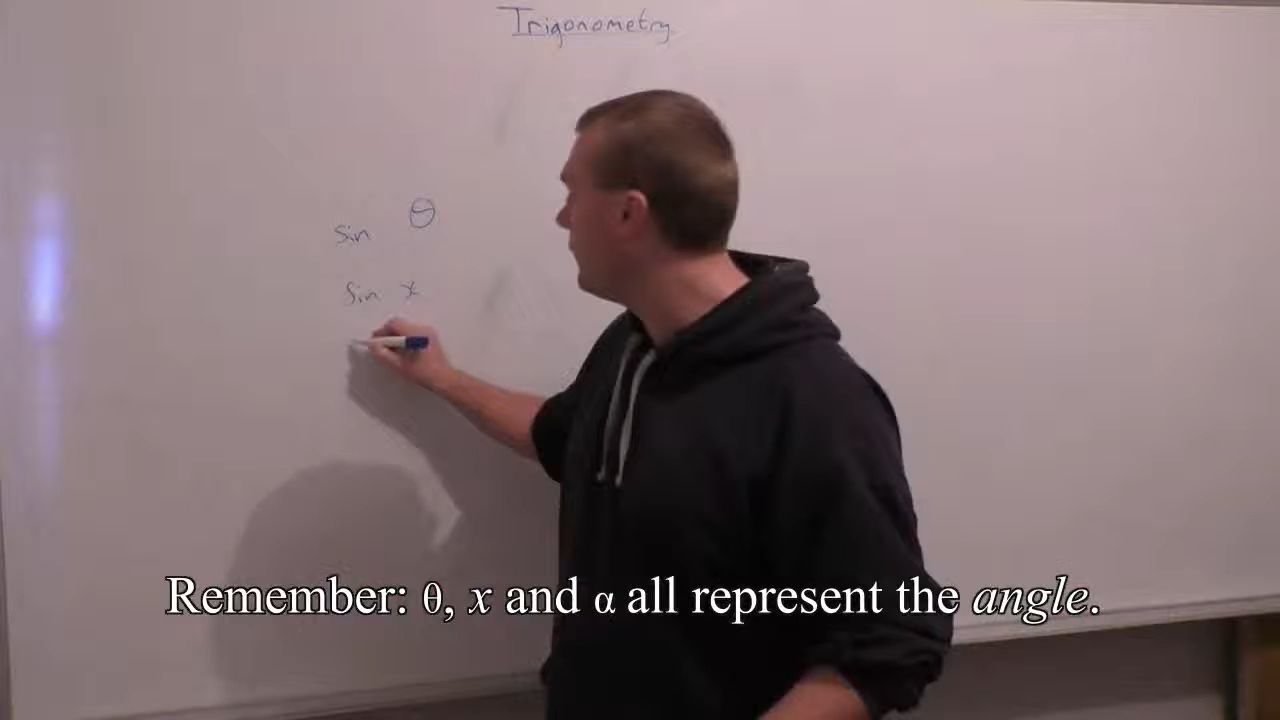 Trigonometry
sin θ
sin x
Remember: θ, x and α all represent the angle.